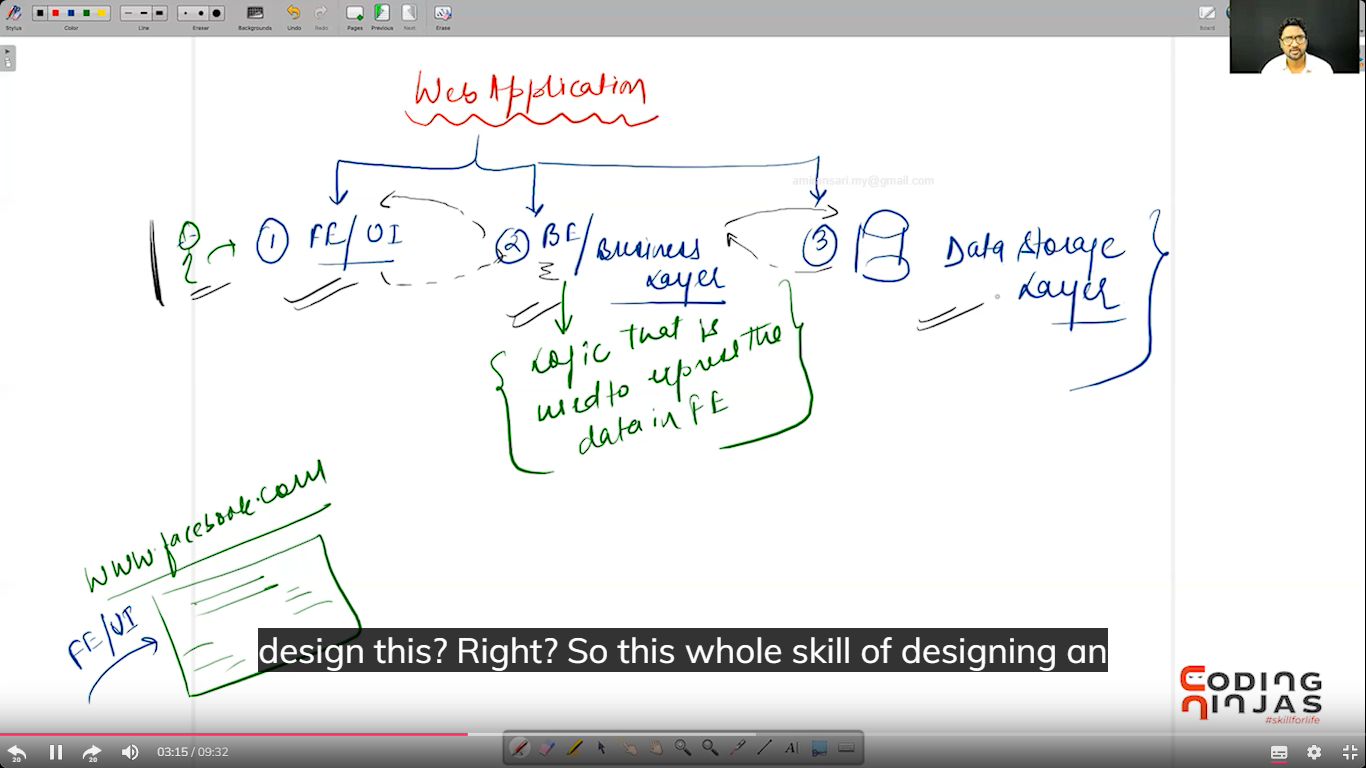 Stylus
Color
Line
Eraser
Backgrounds
Undo
Redo
Pages
Previous
Next
Erase
Board
Web Application
amitansari.my@gmail.com
1 FE/UI
2 BE/Business Layer
3 Data Storage Layer
Logic that is
used to represe the
data in FE
www.facebook.com
FE/UI
design this? Right? So this whole skill of designing an
CODING
NINJAS
#skillforlife
20
20
03:15 / 09:32